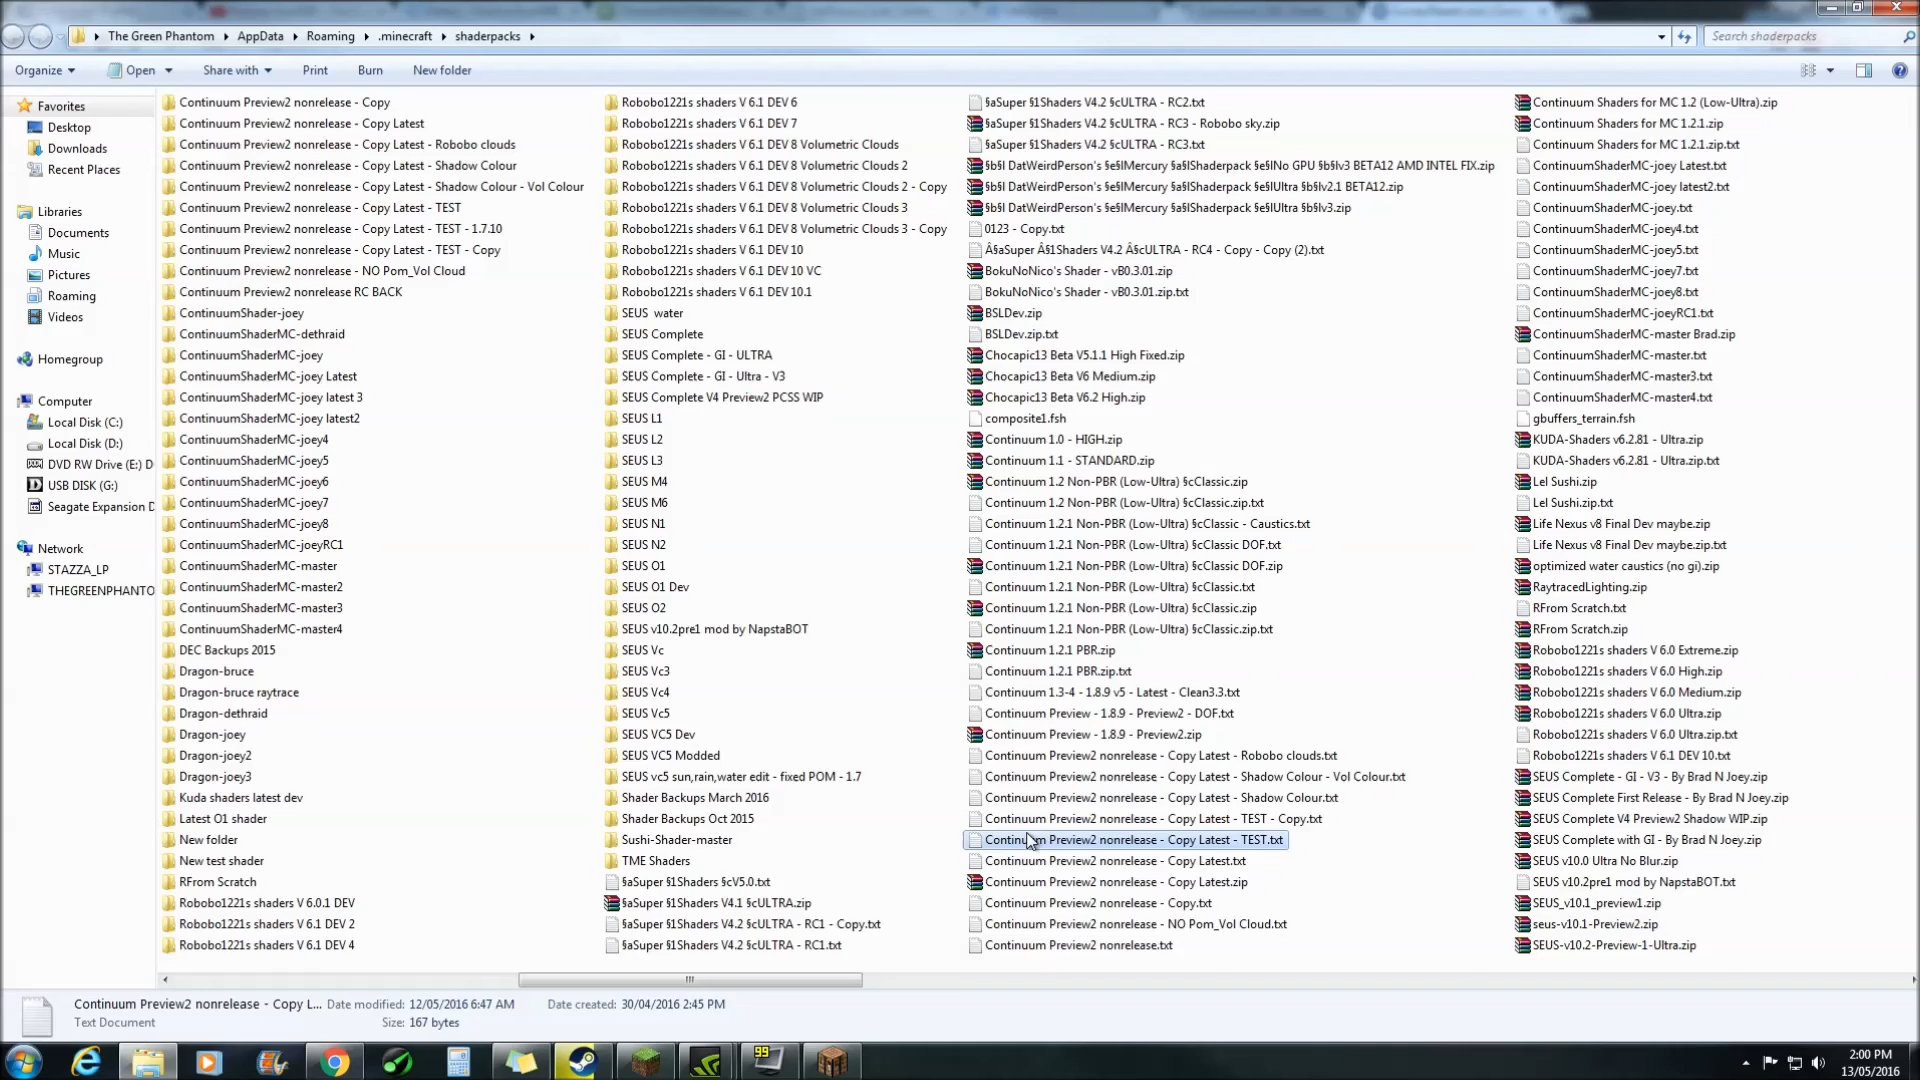 The Green Phantom AppData Roaming .minecraft shaderpacks Search shaderpacks
Organize Open Share with Print Burn New folder
Favorites
Desktop
Downloads
Recent Places
Libraries
Documents
Music
Pictures
Roaming
Videos
Homegroup
Computer
Local Disk (C:)
Local Disk (D:)
DVD RW Drive (E:) D
USB DISK (G:)
Seagate Expansion D
Network
STAZZA_LP
THEGREENPHANTO
Continuum Preview2 nonrelease - Copy
Continuum Preview2 nonrelease - Copy Latest
Continuum Preview2 nonrelease - Copy Latest - Robobo clouds
Continuum Preview2 nonrelease - Copy Latest - Shadow Colour
Continuum Preview2 nonrelease - Copy Latest - Shadow Colour - Vol Colour
Continuum Preview2 nonrelease - Copy Latest - TEST
Continuum Preview2 nonrelease - Copy Latest - TEST - 1.7.10
Continuum Preview2 nonrelease - Copy Latest - TEST - Copy
Continuum Preview2 nonrelease - NO Pom_Vol Cloud
Continuum Preview2 nonrelease RC BACK
ContinuumShader-joey
ContinuumShaderMC-dethraid
ContinuumShaderMC-joey
ContinuumShaderMC-joey Latest
ContinuumShaderMC-joey latest 3
ContinuumShaderMC-joey latest2
ContinuumShaderMC-joey4
ContinuumShaderMC-joey5
ContinuumShaderMC-joey6
ContinuumShaderMC-joey7
ContinuumShaderMC-joey8
ContinuumShaderMC-joeyRC1
ContinuumShaderMC-master
ContinuumShaderMC-master2
ContinuumShaderMC-master3
ContinuumShaderMC-master4
DEC Backups 2015
Dragon-bruce
Dragon-bruce raytrace
Dragon-dethraid
Dragon-joey
Dragon-joey2
Dragon-joey3
Kuda shaders latest dev
Latest O1 shader
New folder
New test shader
RFrom Scratch
Robobo1221s shaders V 6.0.1 DEV
Robobo1221s shaders V 6.1 DEV 2
Robobo1221s shaders V 6.1 DEV 4
Robobo1221s shaders V 6.1 DEV 6
Robobo1221s shaders V 6.1 DEV 7
Robobo1221s shaders V 6.1 DEV 8 Volumetric Clouds
Robobo1221s shaders V 6.1 DEV 8 Volumetric Clouds 2
Robobo1221s shaders V 6.1 DEV 8 Volumetric Clouds 2 - Copy
Robobo1221s shaders V 6.1 DEV 8 Volumetric Clouds 3
Robobo1221s shaders V 6.1 DEV 8 Volumetric Clouds 3 - Copy
Robobo1221s shaders V 6.1 DEV 10
Robobo1221s shaders V 6.1 DEV 10 VC
Robobo1221s shaders V 6.1 DEV 10.1
SEUS water
SEUS Complete
SEUS Complete - GI - ULTRA
SEUS Complete - GI - Ultra - V3
SEUS Complete V4 Preview2 PCSS WIP
SEUS L1
SEUS L2
SEUS L3
SEUS M4
SEUS M6
SEUS N1
SEUS N2
SEUS O1
SEUS O1 Dev
SEUS O2
SEUS v10.2pre1 mod by NapstaBOT
SEUS Vc
SEUS Vc3
SEUS Vc4
SEUS Vc5
SEUS VC5 Dev
SEUS VC5 Modded
SEUS vc5 sun,rain,water edit - fixed POM - 1.7
Shader Backups March 2016
Shader Backups Oct 2015
Sushi-Shader-master
TME Shaders
§aSuper §1Shaders §cV5.0.txt
§aSuper §1Shaders V4.1 §cULTRA.zip
§aSuper §1Shaders V4.2 §cULTRA - RC1 - Copy.txt
§aSuper §1Shaders V4.2 §cULTRA - RC1.txt
§aSuper §1Shaders V4.2 §cULTRA - RC2.txt
§aSuper §1Shaders V4.2 §cULTRA - RC3 - Robobo sky.zip
§aSuper §1Shaders V4.2 §cULTRA - RC3.txt
§b§l DatWeirdPerson's §e§lMercury §a§lShaderpack §e§lNo GPU §b§lv3 BETA12 AMD INTEL FIX.zip
§b§l DatWeirdPerson's §e§lMercury §a§lShaderpack §e§lUltra §b§lv2.1 BETA12.zip
§b§l DatWeirdPerson's §e§lMercury §a§lShaderpack §e§lUltra §b§lv3.zip
0123 - Copy.txt
Â§aSuper Â§1Shaders V4.2 Â§cULTRA - RC4 - Copy - Copy (2).txt
BokuNoNico's Shader - vB0.3.01.zip
BokuNoNico's Shader - vB0.3.01.zip.txt
BSLDev.zip
BSLDev.zip.txt
Chocapic13 Beta V5.1.1 High Fixed.zip
Chocapic13 Beta V6 Medium.zip
Chocapic13 Beta V6.2 High.zip
composite1.fsh
Continuum 1.0 - HIGH.zip
Continuum 1.1 - STANDARD.zip
Continuum 1.2 Non-PBR (Low-Ultra) §cClassic.zip
Continuum 1.2 Non-PBR (Low-Ultra) §cClassic.zip.txt
Continuum 1.2.1 Non-PBR (Low-Ultra) §cClassic - Caustics.txt
Continuum 1.2.1 Non-PBR (Low-Ultra) §cClassic DOF.txt
Continuum 1.2.1 Non-PBR (Low-Ultra) §cClassic DOF.zip
Continuum 1.2.1 Non-PBR (Low-Ultra) §cClassic.txt
Continuum 1.2.1 Non-PBR (Low-Ultra) §cClassic.zip
Continuum 1.2.1 Non-PBR (Low-Ultra) §cClassic.zip.txt
Continuum 1.2.1 PBR.zip
Continuum 1.2.1 PBR.zip.txt
Continuum 1.3-4 - 1.8.9 v5 - Latest - Clean3.3.txt
Continuum Preview - 1.8.9 - Preview2 - DOF.txt
Continuum Preview - 1.8.9 - Preview2.zip
Continuum Preview2 nonrelease - Copy Latest - Robobo clouds.txt
Continuum Preview2 nonrelease - Copy Latest - Shadow Colour - Vol Colour.txt
Continuum Preview2 nonrelease - Copy Latest - Shadow Colour.txt
Continuum Preview2 nonrelease - Copy Latest - TEST - Copy.txt
Continuum Preview2 nonrelease - Copy Latest - TEST.txt
Continuum Preview2 nonrelease - Copy Latest.txt
Continuum Preview2 nonrelease - Copy Latest.zip
Continuum Preview2 nonrelease - Copy.txt
Continuum Preview2 nonrelease - NO Pom_Vol Cloud.txt
Continuum Preview2 nonrelease.txt
Continuum Shaders for MC 1.2 (Low-Ultra).zip
Continuum Shaders for MC 1.2.1.zip
Continuum Shaders for MC 1.2.1.zip.txt
ContinuumShaderMC-joey Latest.txt
ContinuumShaderMC-joey latest2.txt
ContinuumShaderMC-joey.txt
ContinuumShaderMC-joey4.txt
ContinuumShaderMC-joey5.txt
ContinuumShaderMC-joey7.txt
ContinuumShaderMC-joey8.txt
ContinuumShaderMC-joeyRC1.txt
ContinuumShaderMC-master Brad.zip
ContinuumShaderMC-master.txt
ContinuumShaderMC-master3.txt
ContinuumShaderMC-master4.txt
gbuffers_terrain.fsh
KUDA-Shaders v6.2.81 - Ultra.zip
KUDA-Shaders v6.2.81 - Ultra.zip.txt
Lel Sushi.zip
Lel Sushi.zip.txt
Life Nexus v8 Final Dev maybe.zip
Life Nexus v8 Final Dev maybe.zip.txt
optimized water caustics (no gi).zip
RaytracedLighting.zip
RFrom Scratch.txt
RFrom Scratch.zip
Robobo1221s shaders V 6.0 Extreme.zip
Robobo1221s shaders V 6.0 High.zip
Robobo1221s shaders V 6.0 Medium.zip
Robobo1221s shaders V 6.0 Ultra.zip
Robobo1221s shaders V 6.0 Ultra.zip.txt
Robobo1221s shaders V 6.1 DEV 10.txt
SEUS Complete - GI - V3 - By Brad N Joey.zip
SEUS Complete First Release - By Brad N Joey.zip
SEUS Complete V4 Preview2 Shadow WIP.zip
SEUS Complete with GI - By Brad N Joey.zip
SEUS v10.0 Ultra No Blur.zip
SEUS v10.2pre1 mod by NapstaBOT.txt
SEUS_v10.1_preview1.zip
seus-v10.1-Preview2.zip
SEUS-v10.2-Preview-1-Ultra.zip
Continuum Preview2 nonrelease - Copy L... Date modified: 12/05/2016 6:47 AM Date created: 30/04/2016 2:45 PM
Text Document Size: 167 bytes
99
2:00 PM
13/05/2016